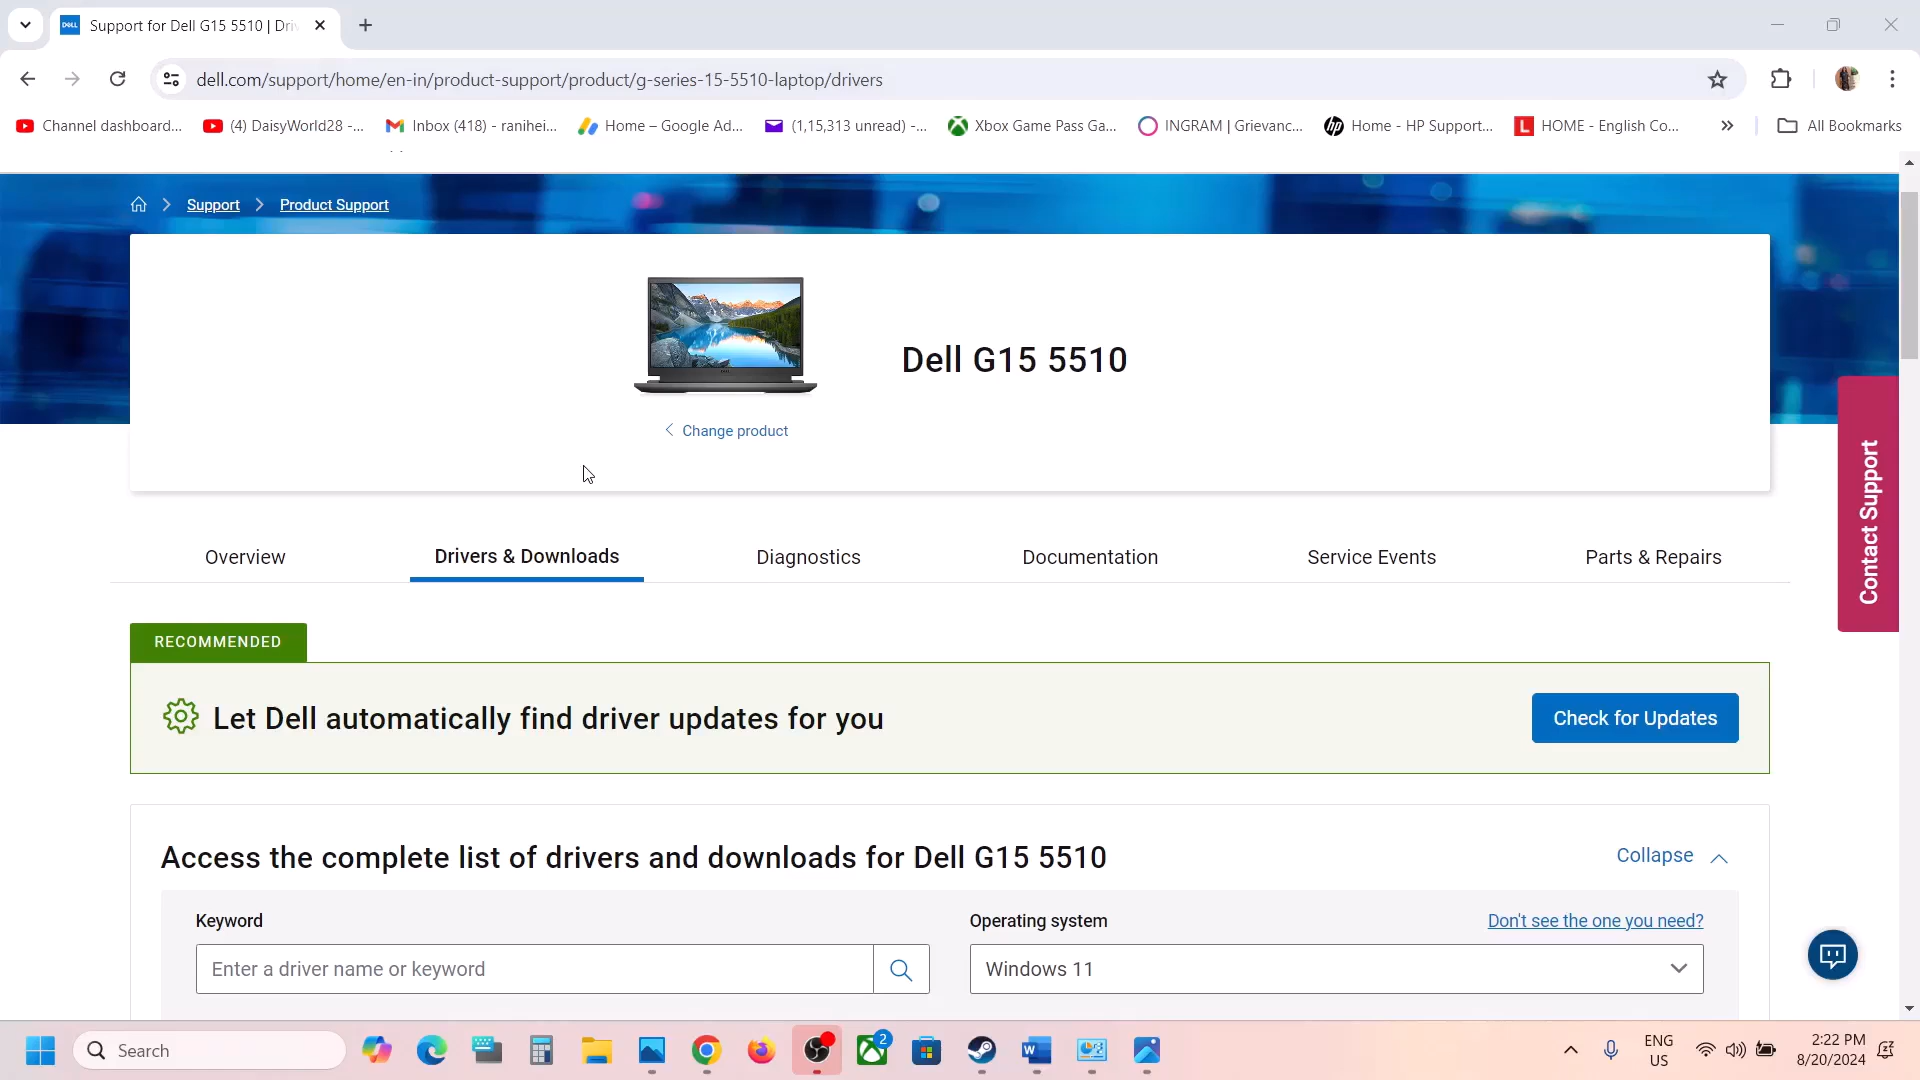 DELL
Support for Dell G15 5510 | Dri
dell.com/support/home/en-in/product-support/product/g-series-15-5510-laptop/drivers
Channel dashboard...
(4) DaisyWorld28 -...
Inbox (418) - ranihei...
Home – Google Ad...
(1,15,313 unread) -...
Xbox Game Pass Ga...
INGRAM | Grievanc...
hp
Home - HP Support...
L
HOME - English Co...
»
All Bookmarks
Support
Product Support
Dell G15 5510
Change product
Contact Support
Overview
Drivers & Downloads
Diagnostics
Documentation
Service Events
Parts & Repairs
RECOMMENDED
Let Dell automatically find driver updates for you
Check for Updates
Access the complete list of drivers and downloads for Dell G15 5510
Collapse
Keyword
Operating system
Don't see the one you need?
Enter a driver name or keyword
Windows 11
Search
2
W
ENG
US
2:22 PM
8/20/2024